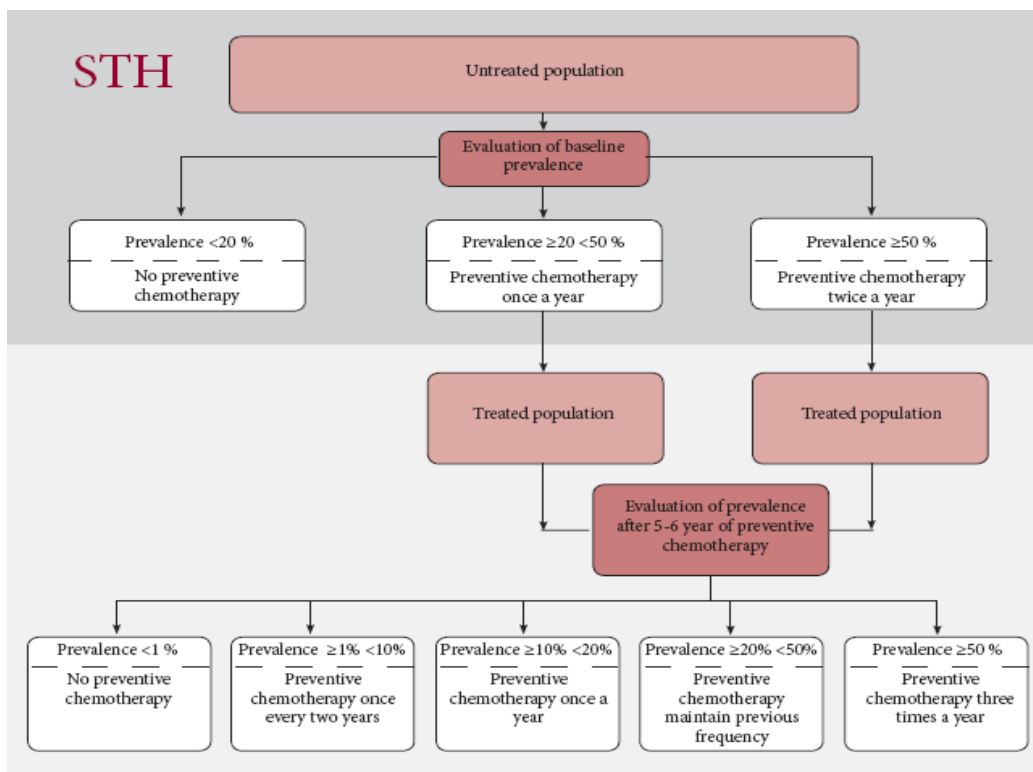 STH
Untreated population
Evaluation of baseline
prevalence
Prevalence <20 %
No preventive
chemotherapy
Prevalence ≥20 <50 %
Preventive chemotherapy
once a year
Prevalence ≥50 %
Preventive chemotherapy
twice a year
Treated population
Treated population
Evaluation of prevalence
after 5-6 year of preventive
chemotherapy
Prevalence <1 %
No preventive
chemotherapy
Prevalence ≥1% <10%
Preventive
chemotherapy once
every two years
Prevalence ≥10% <20%
Preventive
chemotherapy once a
year
Prevalence ≥20% <50%
Preventive
chemotherapy
maintain previous
frequency
Prevalence ≥50 %
Preventive
chemotherapy three
times a year